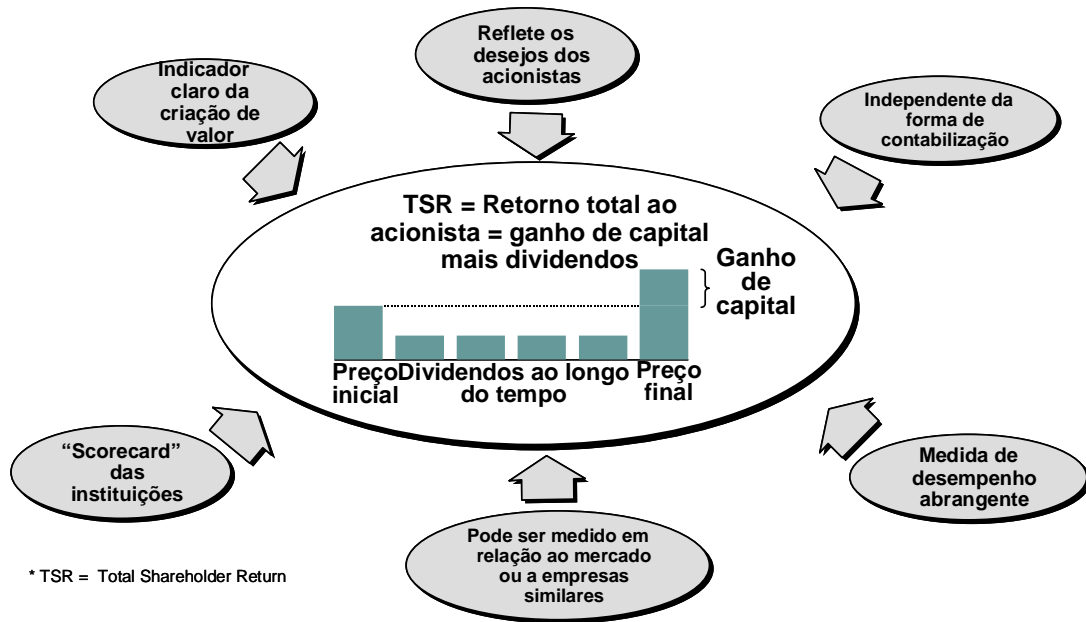 Reflete os
desejos dos
acionistas
Indicador
claro da
criação de
valor
Independente da
forma de
contabilização
TSR = Retorno total ao
acionista = ganho de capital
mais dividendos
Ganho
de
capital
Preço
inicial
Dividendos ao longo
do tempo
Preço
final
“Scorecard”
das
instituições
Medida de
desempenho
abrangente
Pode ser medido em
relação ao mercado
ou a empresas
similares
* TSR = Total Shareholder Return